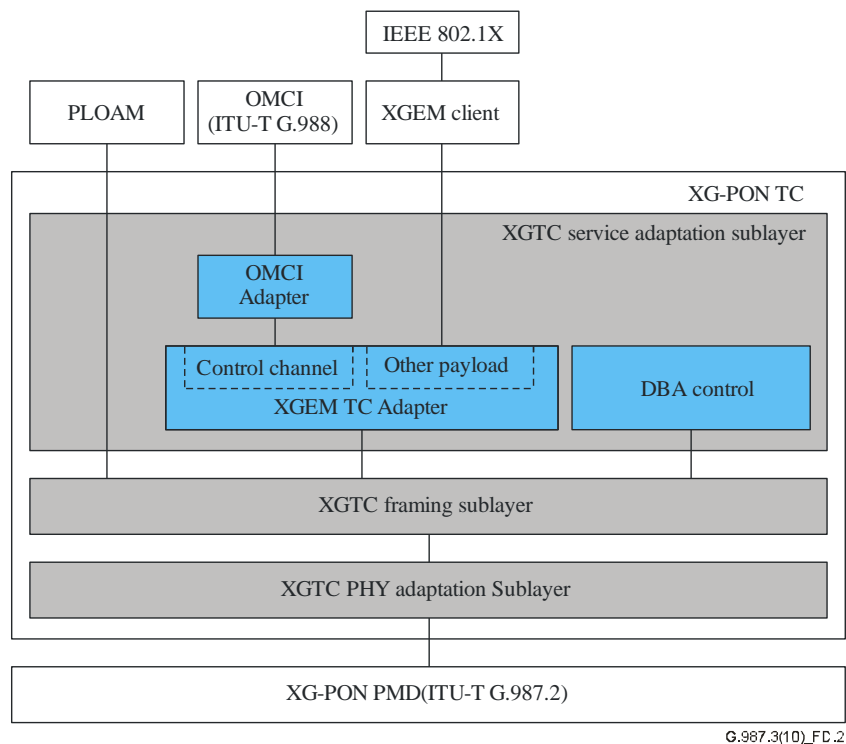 IEEE 802.1X
PLOAM
OMCI
(ITU-T G.988)
XGEM client
XG-PON TC
XGTC service adaptation sublayer
OMCI
Adapter
Control channel
Other payload
XGEM TC Adapter
DBA control
XGTC framing sublayer
XGTC PHY adaptation Sublayer
XG-PON PMD(ITU-T G.987.2)
G.987.3(10)_FC.2